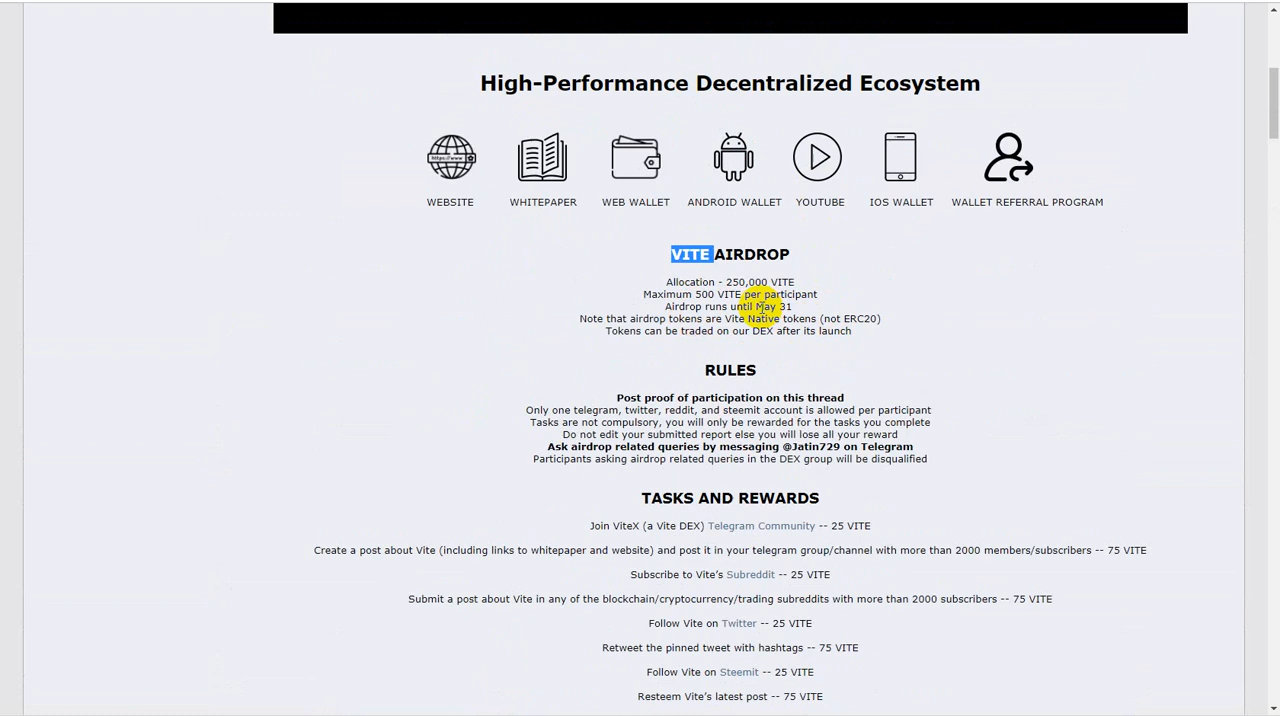 High-Performance Decentralized Ecosystem
https://www
WEBSITE WHITEPAPER WEB WALLET ANDROID WALLET YOUTUBE IOS WALLET WALLET REFERRAL PROGRAM
VITE AIRDROP
Allocation - 250,000 VITE
Maximum 500 VITE per participant
Airdrop runs until May 31
Note that airdrop tokens are Vite Native tokens (not ERC20)
Tokens can be traded on our DEX after its launch
RULES
Post proof of participation on this thread
Only one telegram, twitter, reddit, and steemit account is allowed per participant
Tasks are not compulsory, you will only be rewarded for the tasks you complete
Do not edit your submitted report else you will lose all your reward
Ask airdrop related queries by messaging @Jatin729 on Telegram
Participants asking airdrop related queries in the DEX group will be disqualified
TASKS AND REWARDS
Join ViteX (a Vite DEX) Telegram Community -- 25 VITE
Create a post about Vite (including links to whitepaper and website) and post it in your telegram group/channel with more than 2000 members/subscribers -- 75 VITE
Subscribe to Vite’s Subreddit -- 25 VITE
Submit a post about Vite in any of the blockchain/cryptocurrency/trading subreddits with more than 2000 subscribers -- 75 VITE
Follow Vite on Twitter -- 25 VITE
Retweet the pinned tweet with hashtags -- 75 VITE
Follow Vite on Steemit -- 25 VITE
Resteem Vite’s latest post -- 75 VITE